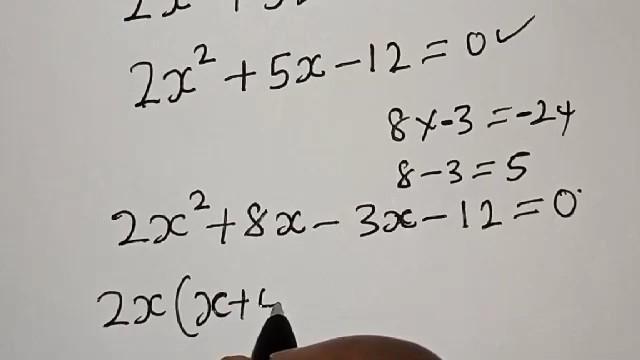 2x² + 5x - 12 = 0 ✓
8 x -3 = -24
8 - 3 = 5
2x² + 8x - 3x - 12 = 0
2x(x+